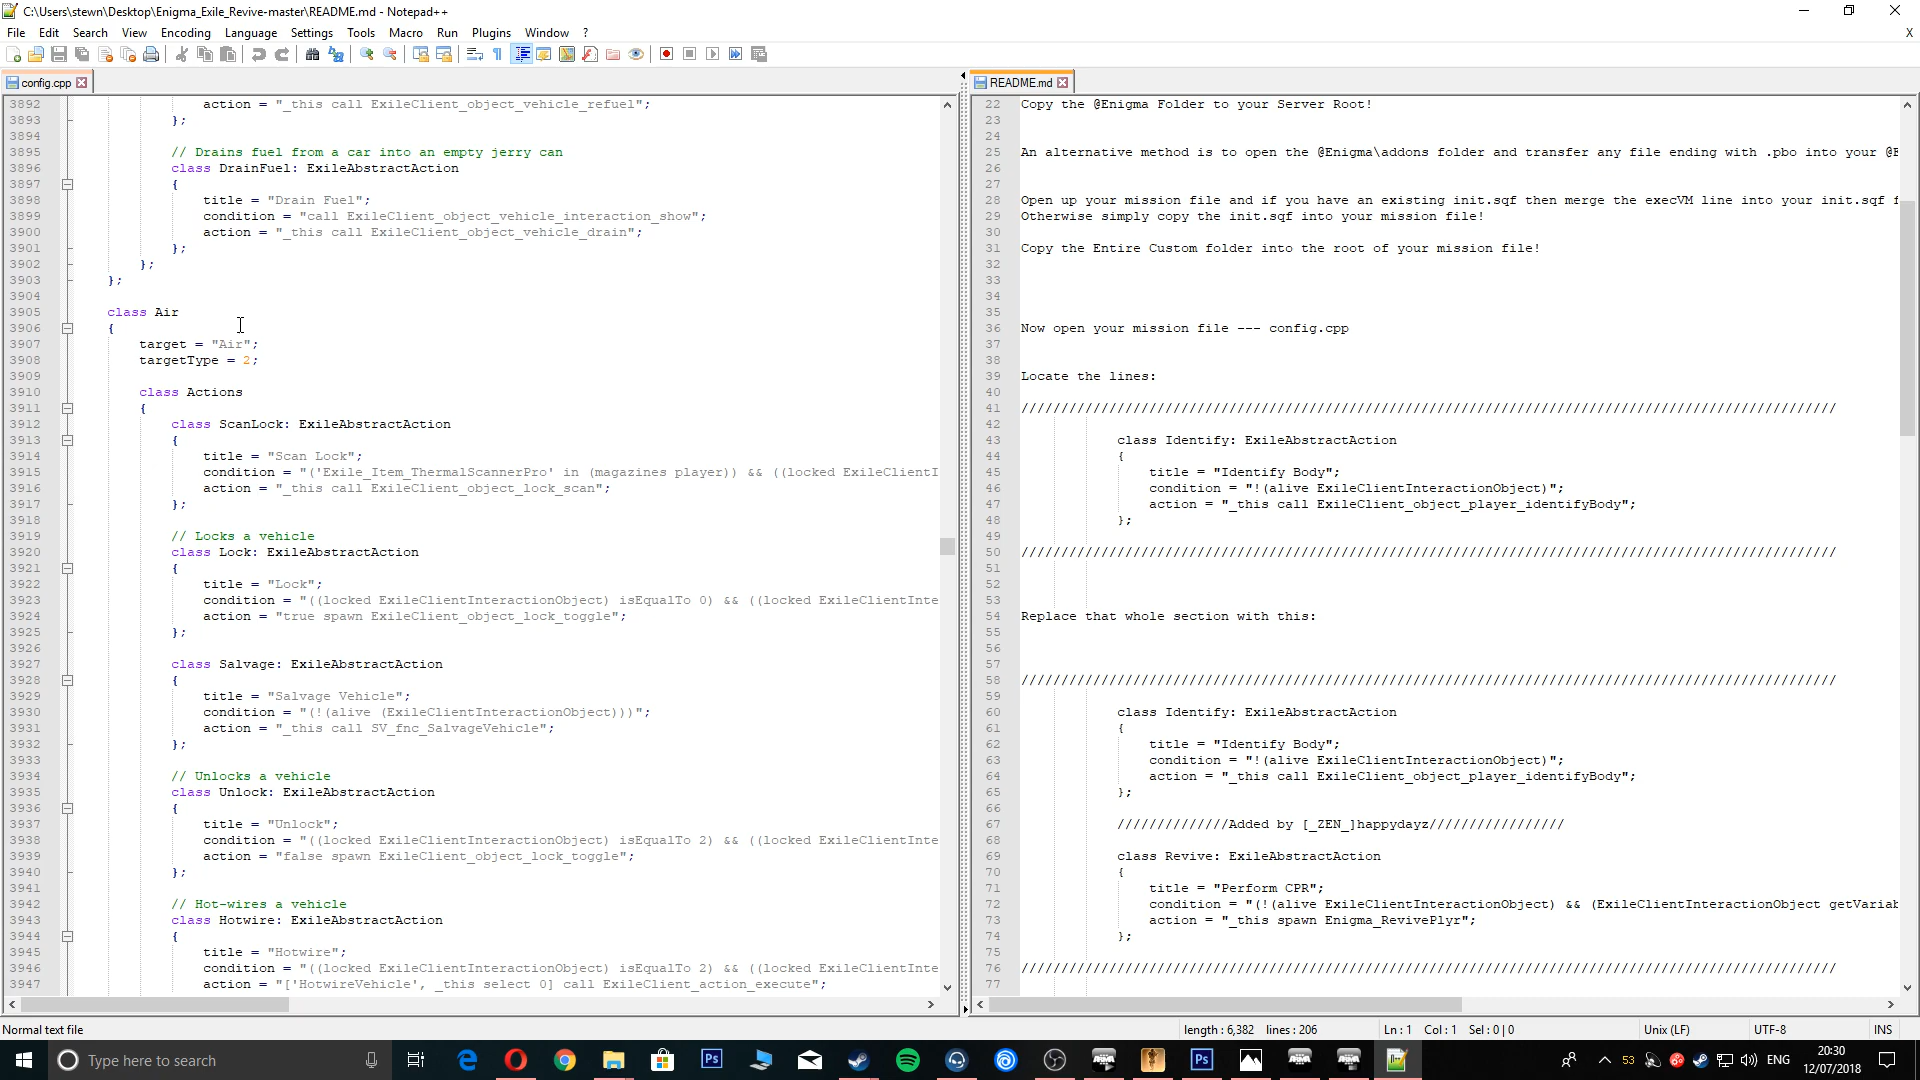 C:\Users\stewn\Desktop\Enigma_Exile_Revive-master\README.md - Notepad++
File Edit Search View Encoding Language Settings Tools Macro Run Plugins Window ? X
config.cpp
3892 action = "_this call ExileClient_object_vehicle_refuel";
3893 };
3894
3895 // Drains fuel from a car into an empty jerry can
3896 class DrainFuel: ExileAbstractAction
3897 {
3898 title = "Drain Fuel";
3899 condition = "call ExileClient_object_vehicle_interaction_show";
3900 action = "_this call ExileClient_object_vehicle_drain";
3901 };
3902 };
3903 };
3904
3905 class Air
3906 {
3907 target = "Air";
3908 targetType = 2;
3909
3910 class Actions
3911 {
3912 class ScanLock: ExileAbstractAction
3913 {
3914 title = "Scan Lock";
3915 condition = "('Exile_Item_ThermalScannerPro' in (magazines player)) && ((locked ExileClientI
3916 action = "_this call ExileClient_object_lock_scan";
3917 };
3918
3919 // Locks a vehicle
3920 class Lock: ExileAbstractAction
3921 {
3922 title = "Lock";
3923 condition = "((locked ExileClientInteractionObject) isEqualTo 0) && ((locked ExileClientInte
3924 action = "true spawn ExileClient_object_lock_toggle";
3925 };
3926
3927 class Salvage: ExileAbstractAction
3928 {
3929 title = "Salvage Vehicle";
3930 condition = "(!(alive (ExileClientInteractionObject)))";
3931 action = "_this call SV_fnc_SalvageVehicle";
3932 };
3933
3934 // Unlocks a vehicle
3935 class Unlock: ExileAbstractAction
3936 {
3937 title = "Unlock";
3938 condition = "((locked ExileClientInteractionObject) isEqualTo 2) && ((locked ExileClientInte
3939 action = "false spawn ExileClient_object_lock_toggle";
3940 };
3941
3942 // Hot-wires a vehicle
3943 class Hotwire: ExileAbstractAction
3944 {
3945 title = "Hotwire";
3946 condition = "((locked ExileClientInteractionObject) isEqualTo 2) && ((locked ExileClientInte
3947 action = "['HotwireVehicle', _this select 0] call ExileClient_action_execute";
README.md
22 Copy the @Enigma Folder to your Server Root!
23
24
25 An alternative method is to open the @Enigma\addons folder and transfer any file ending with .pbo into your @E
26
27
28 Open up your mission file and if you have an existing init.sqf then merge the execVM line into your init.sqf f
29 Otherwise simply copy the init.sqf into your mission file!
30
31 Copy the Entire Custom folder into the root of your mission file!
32
33
34
35
36 Now open your mission file --- config.cpp
37
38
39 Locate the lines:
40
41 //////////////////////////////////////////////////////////////////////////////////////////////////////
42
43 class Identify: ExileAbstractAction
44 {
45 title = "Identify Body";
46 condition = "!(alive ExileClientInteractionObject)";
47 action = "_this call ExileClient_object_player_identifyBody";
48 };
49
50 //////////////////////////////////////////////////////////////////////////////////////////////////////
51
52
53
54 Replace that whole section with this:
55
56
57
58 //////////////////////////////////////////////////////////////////////////////////////////////////////
59
60 class Identify: ExileAbstractAction
61 {
62 title = "Identify Body";
63 condition = "!(alive ExileClientInteractionObject)";
64 action = "_this call ExileClient_object_player_identifyBody";
65 };
66
67 //////////////Added by [_ZEN_]happydayz/////////////////
68
69 class Revive: ExileAbstractAction
70 {
71 title = "Perform CPR";
72 condition = "(!(alive ExileClientInteractionObject) && (ExileClientInteractionObject getVariab
73 action = "_this spawn Enigma_RevivePlyr";
74 };
75
76 //////////////////////////////////////////////////////////////////////////////////////////////////////
77
Normal text file length : 6,382 lines : 206 Ln : 1 Col : 1 Sel : 0 | 0 Unix (LF) UTF-8 INS
Type here to search
53 ENG
20:30
12/07/2018